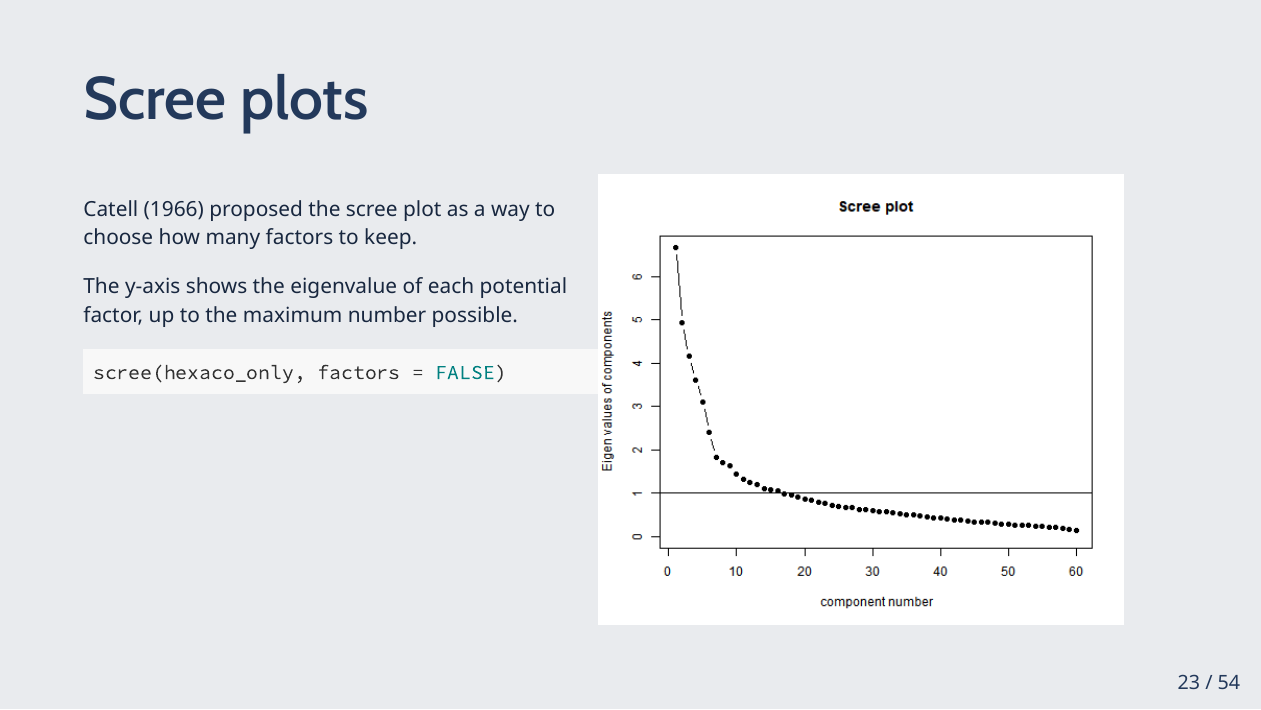 Scree plots
Catell (1966) proposed the scree plot as a way to
choose how many factors to keep.
The y-axis shows the eigenvalue of each potential
factor, up to the maximum number possible.
scree(hexaco_only, factors = FALSE)
Scree plot
Eigen values of components
6
5
4
3
2
1
0
0 10 20 30 40 50 60
component number
23 / 54